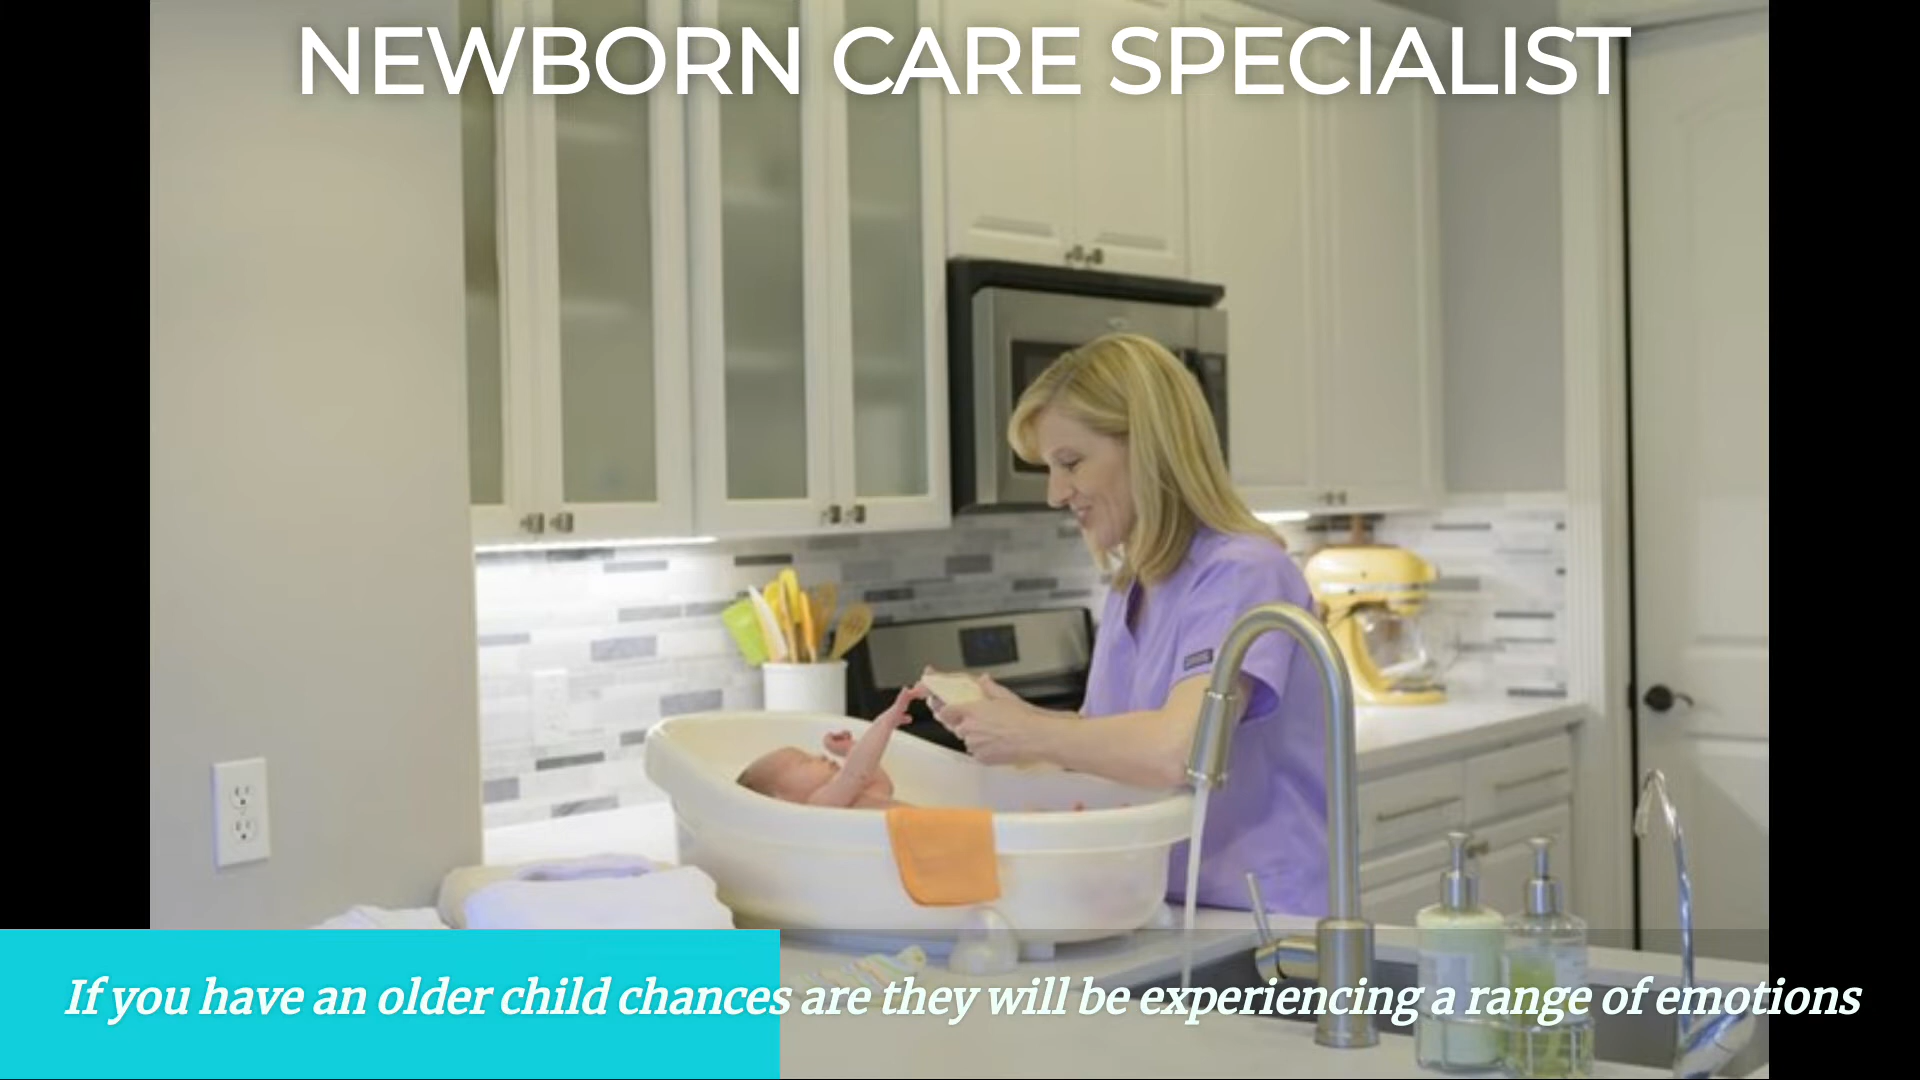 NEWBORN CARE SPECIALIST
If you have an older child chances are they will be experiencing a range of emotions